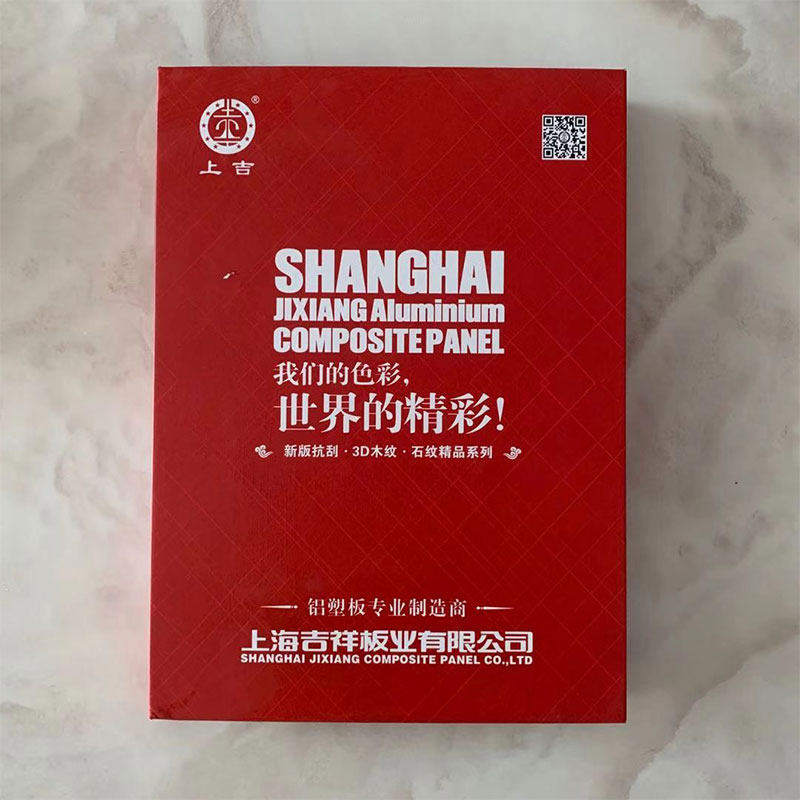 ®
上吉
SHANGHAI
JIXIANG Aluminium
COMPOSITE PANEL
我们的色彩,
世界的精彩!
新版抗刮·3D木纹·石纹精品系列
铝塑板专业制造商
上海吉祥板业有限公司
SHANGHAI JIXIANG COMPOSITE PANEL CO.,LTD